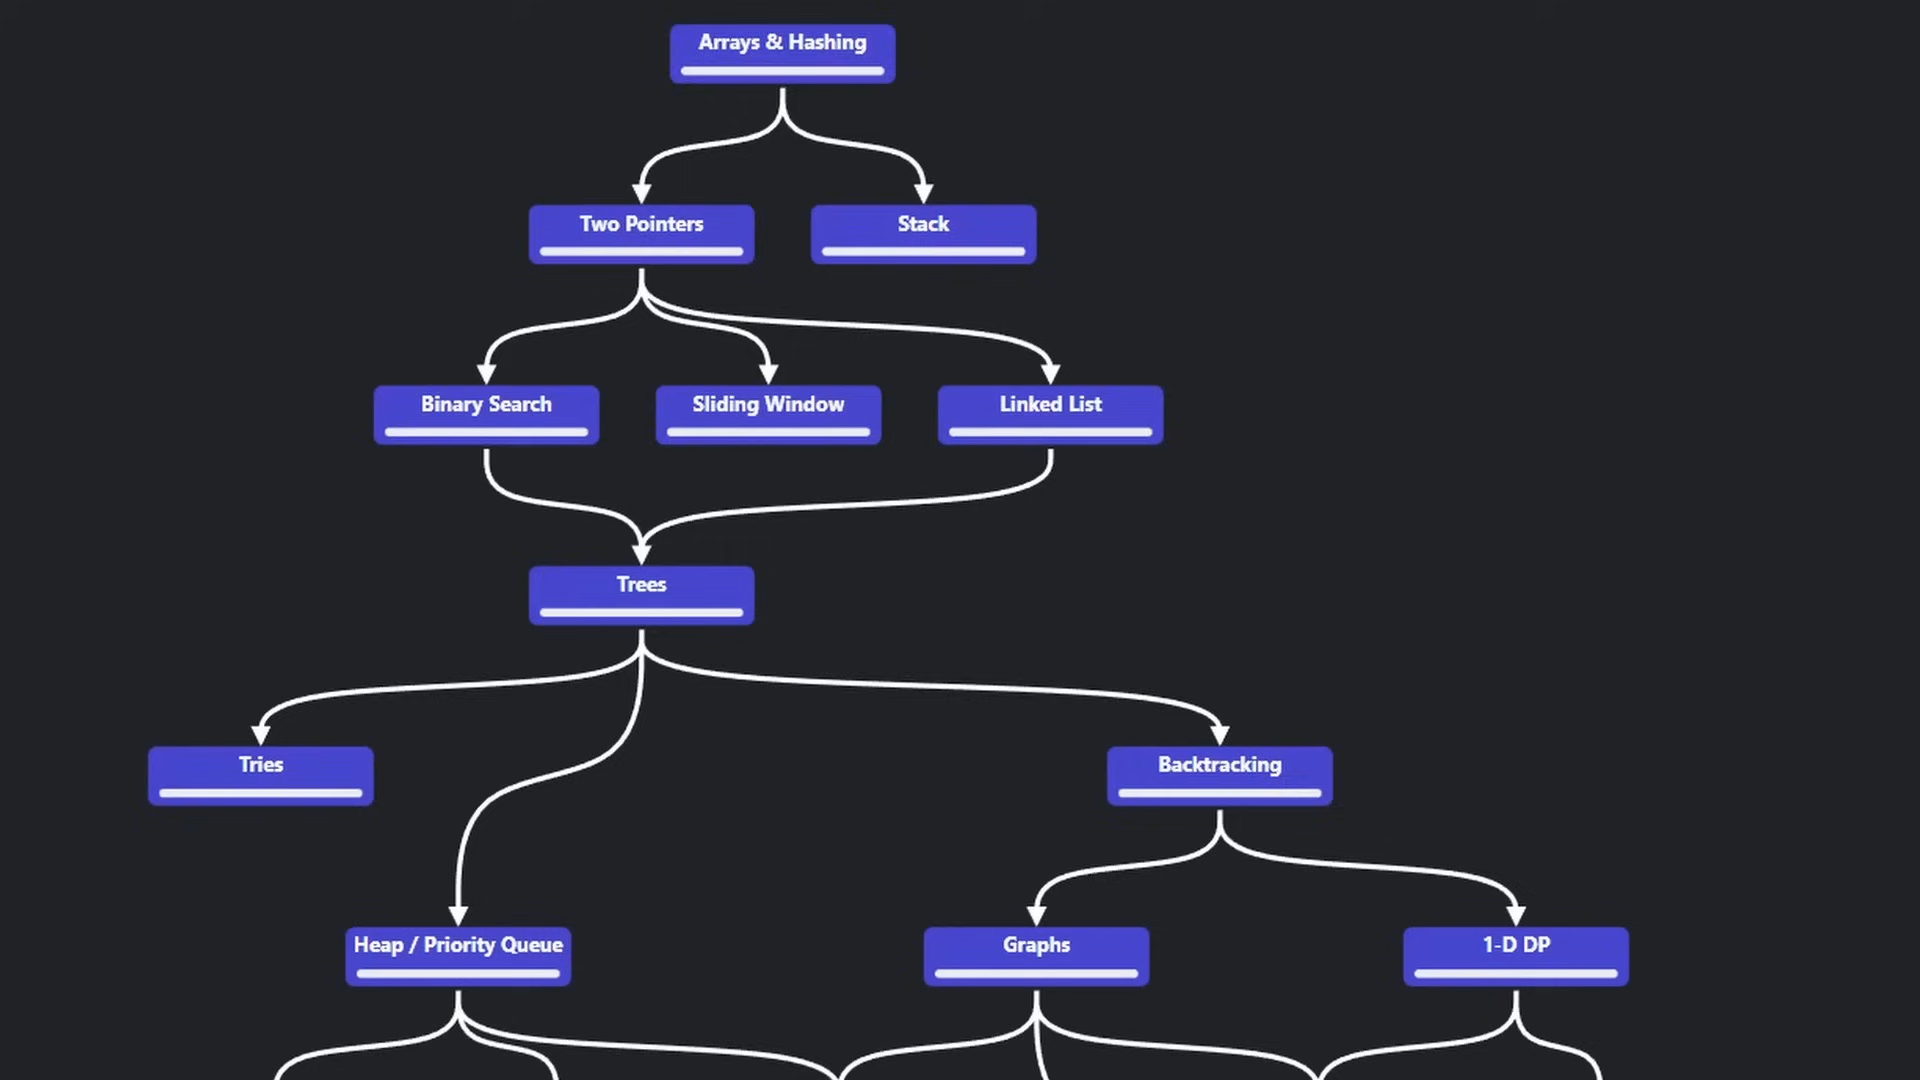 Arrays & Hashing
Two Pointers
Stack
Binary Search
Sliding Window
Linked List
Trees
Tries
Backtracking
Heap / Priority Queue
Graphs
1-D DP